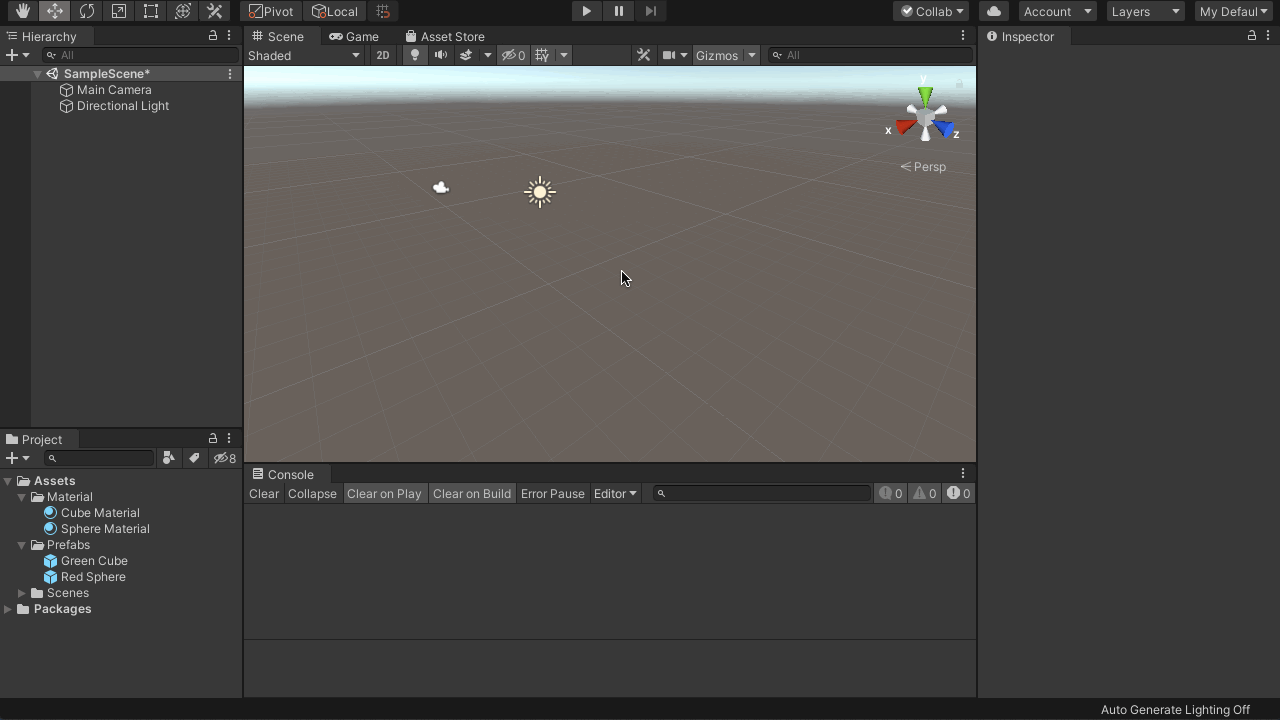 Pivot Local Collab Account Layers My Defaul
Hierarchy Scene Game Asset Store Inspector
All Shaded 2D 0 Gizmos All
SampleScene*
Main Camera
Directional Light
y
x z
Persp
Project
8
Assets
Material
Cube Material
Sphere Material
Prefabs
Green Cube
Red Sphere
Scenes
Packages
Console
Clear Collapse Clear on Play Clear on Build Error Pause Editor 0 0 0
Auto Generate Lighting Off